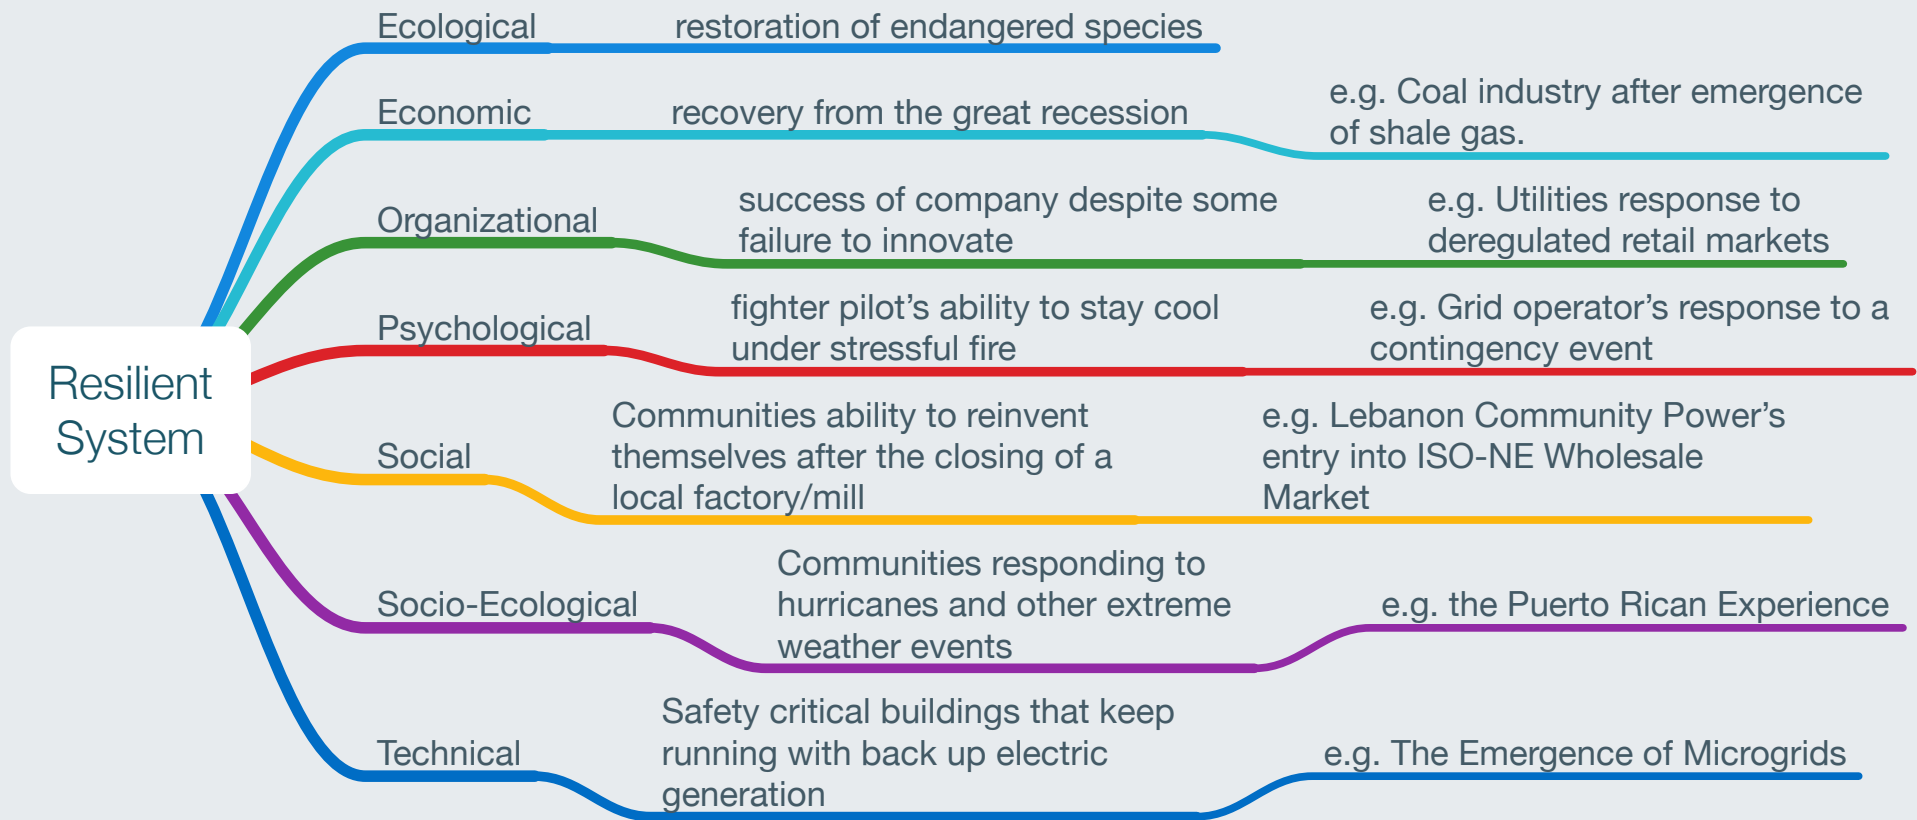 Resilient
System
Ecological
restoration of endangered species
Economic
recovery from the great recession
e.g. Coal industry after emergence
of shale gas.
Organizational
success of company despite some
failure to innovate
e.g. Utilities response to
deregulated retail markets
Psychological
fighter pilot’s ability to stay cool
under stressful fire
e.g. Grid operator’s response to a
contingency event
Social
Communities ability to reinvent
themselves after the closing of a
local factory/mill
e.g. Lebanon Community Power’s
entry into ISO-NE Wholesale
Market
Socio-Ecological
Communities responding to
hurricanes and other extreme
weather events
e.g. the Puerto Rican Experience
Technical
Safety critical buildings that keep
running with back up electric
generation
e.g. The Emergence of Microgrids